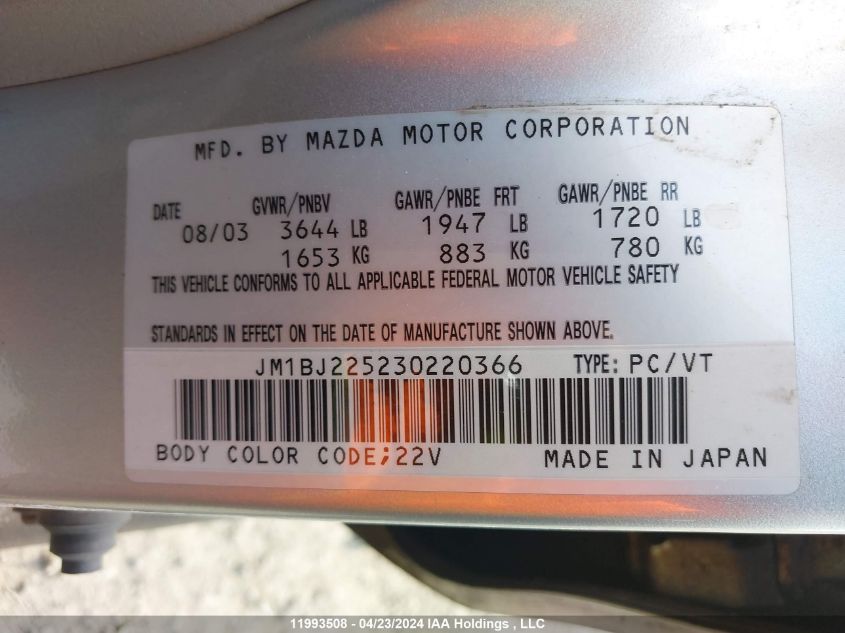 MFD. BY MAZDA MOTOR CORPORATION
DATE GVWR/PNBV GAWR/PNBE FRT GAWR/PNBE RR
08/03 3644 LB 1947 LB 1720 LB
1653 KG 883 KG 780 KG
THIS VEHICLE CONFORMS TO ALL APPLICABLE FEDERAL MOTOR VEHICLE SAFETY
STANDARDS IN EFFECT ON THE DATE OF MANUFACTURE SHOWN ABOVE.
JM1BJ225230220366 TYPE: PC/VT
BODY COLOR CODE;22V MADE IN JAPAN
11993508 - 04/23/2024 IAA Holdings , LLC